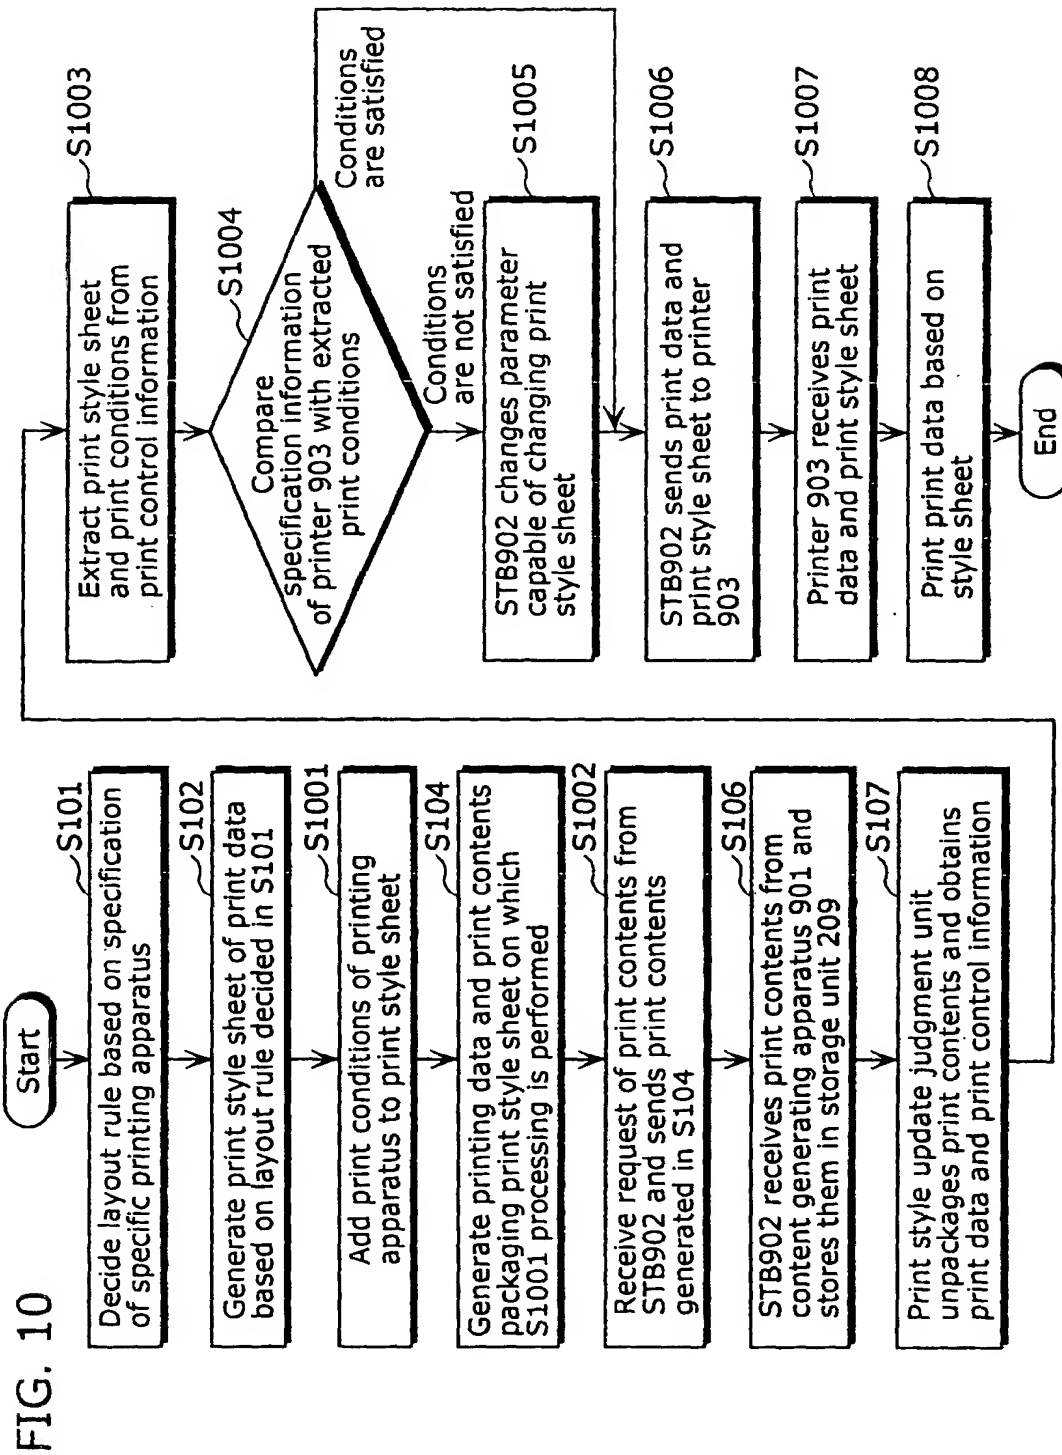 FIG. 10
Start
S101
Decide layout rule based on specification
of specific printing apparatus
S102
Generate print style sheet of print data
based on layout rule decided in S101
S1001
Add print conditions of printing
apparatus to print style sheet
S104
Generate printing data and print contents
packaging print style sheet on which
S1001 processing is performed
S1002
Receive request of print contents from
STB902 and sends print contents
generated in S104
S106
STB902 receives print contents from
content generating apparatus 901 and
stores them in storage unit 209
S107
Print style update judgment unit
unpackages print contents and obtains
print data and print control information
S1003
Extract print style sheet
and print conditions from
print control information
S1004
Compare
specification information
of printer 903 with extracted
print conditions
Conditions
are satisfied
Conditions
are not satisfied
S1005
STB902 changes parameter
capable of changing print
style sheet
S1006
STB902 sends print data and
print style sheet to printer
903
S1007
Printer 903 receives print
data and print style sheet
S1008
Print print data based on
style sheet
End